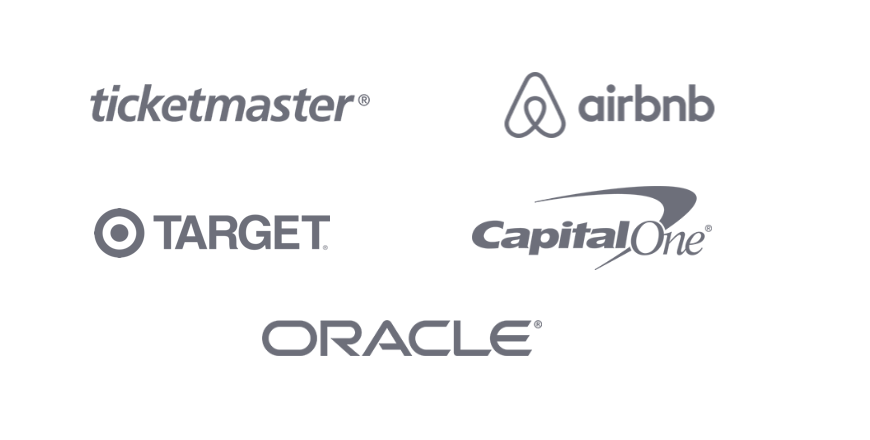 ticketmaster®
airbnb
TARGET®
CapitalOne®
ORACLE®